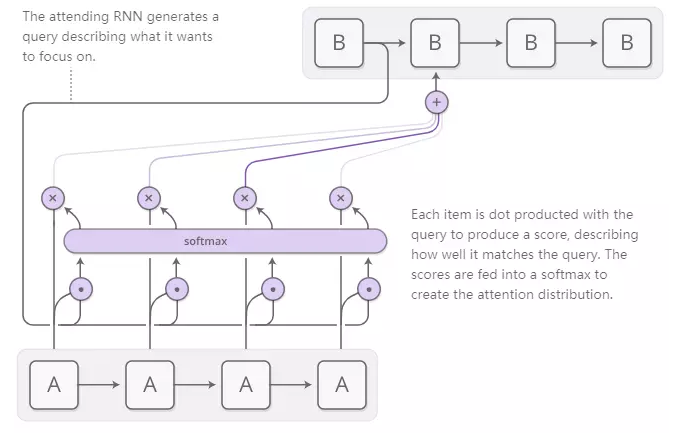 The attending RNN generates a
query describing what it wants
to focus on.
B B B B
+
× × × ×
softmax
Each item is dot producted with the
query to produce a score, describing
how well it matches the query. The
scores are fed into a softmax to
create the attention distribution.
• • • •
A A A A